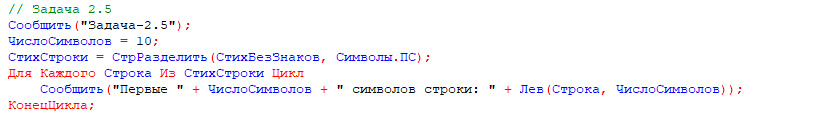 // Задача 2.5
Сообщить("Задача-2.5");
ЧислоСимволов = 10;
СтихСтроки = СтрРазделить(СтихБезЗнаков, Символы.ПС);
Для Каждого Строка Из СтихСтроки Цикл
    Сообщить("Первые " + ЧислоСимволов + " символов строки: " + Лев(Строка, ЧислоСимволов));
КонецЦикла;